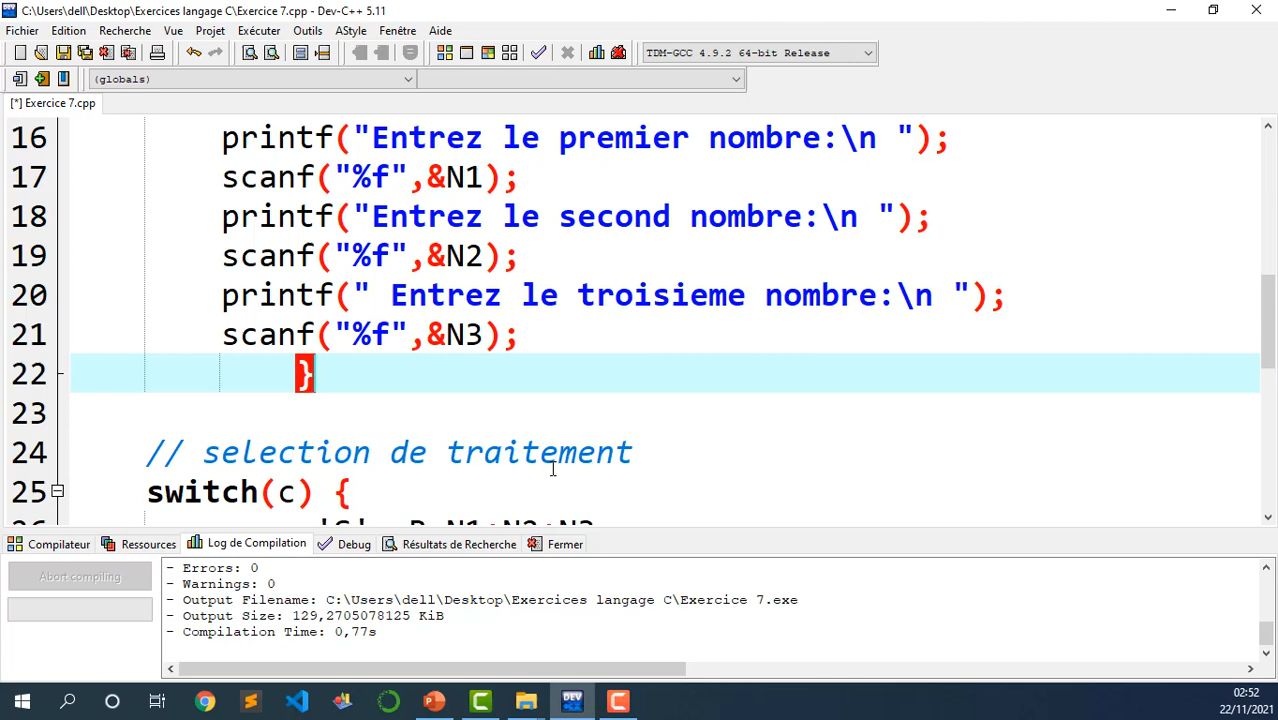 C:\Users\dell\Desktop\Exercices langage C\Exercice 7.cpp - Dev-C++ 5.11
Fichier Edition Recherche Vue Projet Exécuter Outils AStyle Fenêtre Aide
TDM-GCC 4.9.2 64-bit Release
(globals)
[*] Exercice 7.cpp
16 printf("Entrez le premier nombre:\n ");
17 scanf("%f",&N1);
18 printf("Entrez le second nombre:\n ");
19 scanf("%f",&N2);
20 printf(" Entrez le troisieme nombre:\n ");
21 scanf("%f",&N3);
22 }
23
24 // selection de traitement
25 switch(c) {
Compilateur Ressources Log de Compilation Debug Résultats de Recherche Fermer
Abort compiling
- Errors: 0
- Warnings: 0
- Output Filename: C:\Users\dell\Desktop\Exercices langage C\Exercice 7.exe
- Output Size: 129,2705078125 KiB
- Compilation Time: 0,77s
DEV
02:52
22/11/2021